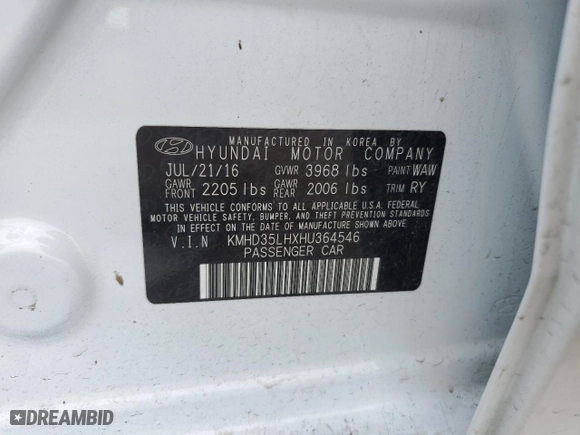 MANUFACTURED IN KOREA BY
HYUNDAI MOTOR COMPANY
JUL/21/16 GVWR 3968 lbs PAINT WAW
GAWR FRONT 2205 lbs GAWR REAR 2006 lbs TRIM RY
THIS VEHICLE CONFORMS TO ALL APPLICABLE U.S.A. FEDERAL
MOTOR VEHICLE SAFETY, BUMPER, AND THEFT PREVENTION STANDARDS
IN EFFECT ON THE DATE OF MANUFACTURE SHOWN ABOVE.
V.I.N KMHD35LHXHU364546
PASSENGER CAR
DREAMBID